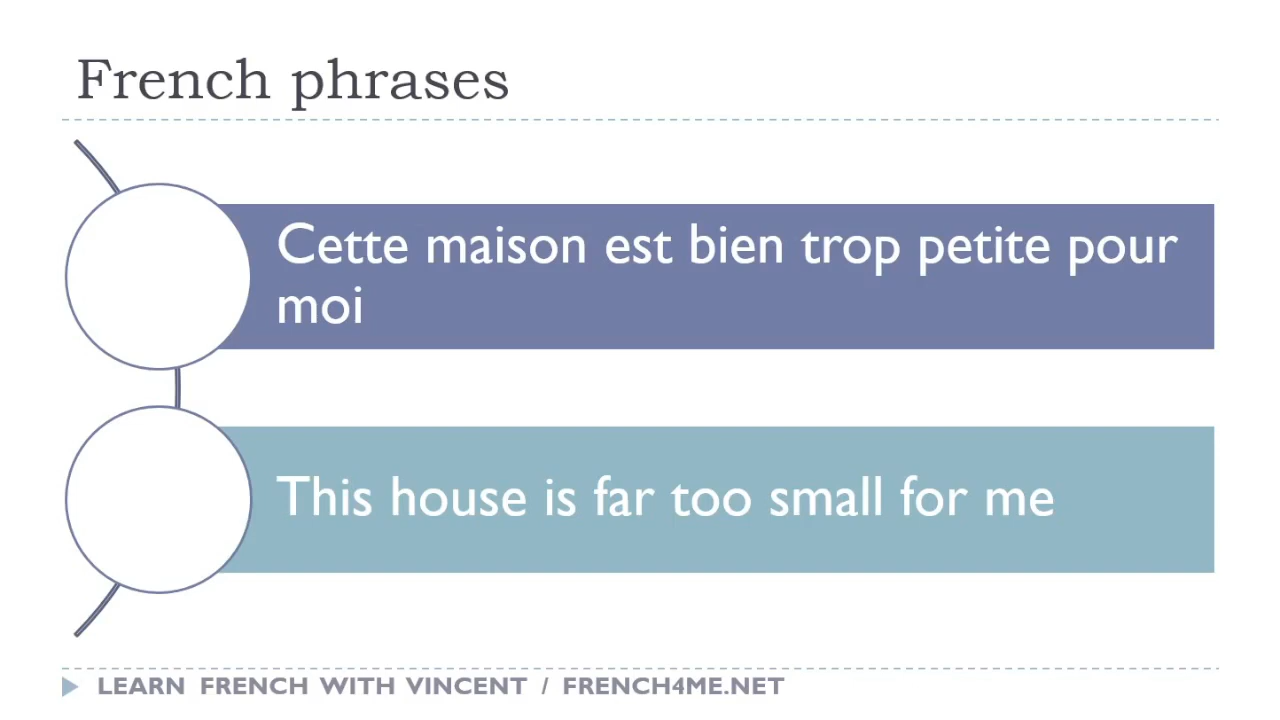 French phrases
Cette maison est bien trop petite pour
moi
This house is far too small for me
LEARN FRENCH WITH VINCENT / FRENCH4ME.NET